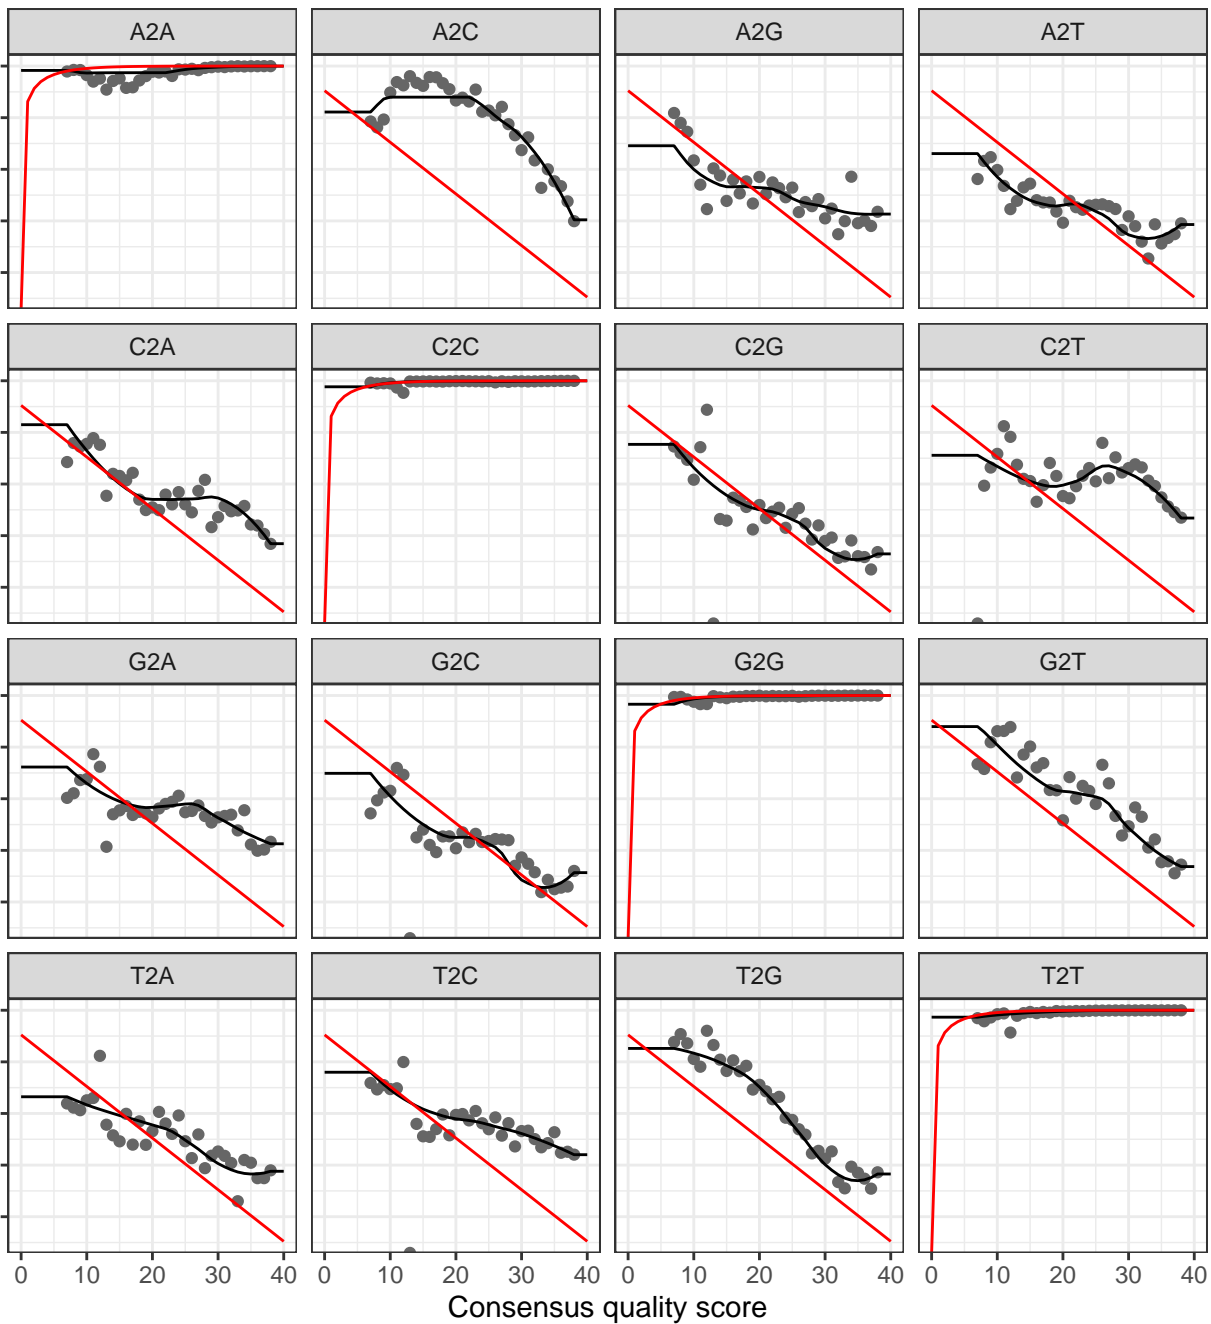 A2A A2C A2G A2T
C2A C2C C2G C2T
G2A G2C G2G G2T
T2A T2C T2G T2T
0 10 20 30 40 0 10 20 30 40 0 10 20 30 40 0 10 20 30 40
Consensus quality score